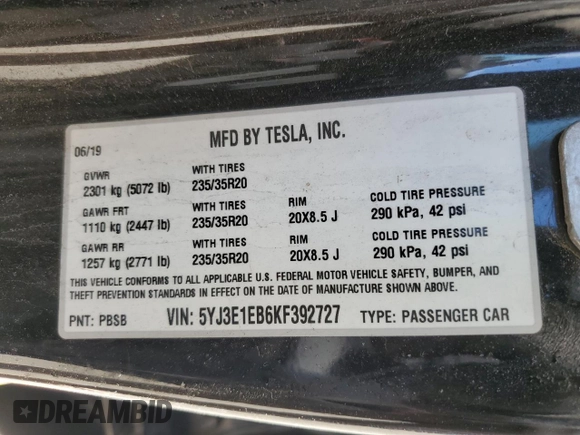 MFD BY TESLA, INC.
06/19
GVWR WITH TIRES
2301 kg (5072 lb) 235/35R20
GAWR FRT WITH TIRES RIM COLD TIRE PRESSURE
1110 kg (2447 lb) 235/35R20 20X8.5 J 290 kPa, 42 psi
GAWR RR WITH TIRES RIM COLD TIRE PRESSURE
1257 kg (2771 lb) 235/35R20 20X8.5 J 290 kPa, 42 psi
THIS VEHICLE CONFORMS TO ALL APPLICABLE U.S. FEDERAL MOTOR VEHICLE SAFETY, BUMPER, AND
THEFT PREVENTION STANDARDS IN EFFECT ON THE DATE OF MANUFACTURE SHOWN ABOVE.
PNT: PBSB VIN: 5YJ3E1EB6KF392727 TYPE: PASSENGER CAR
DREAMBID